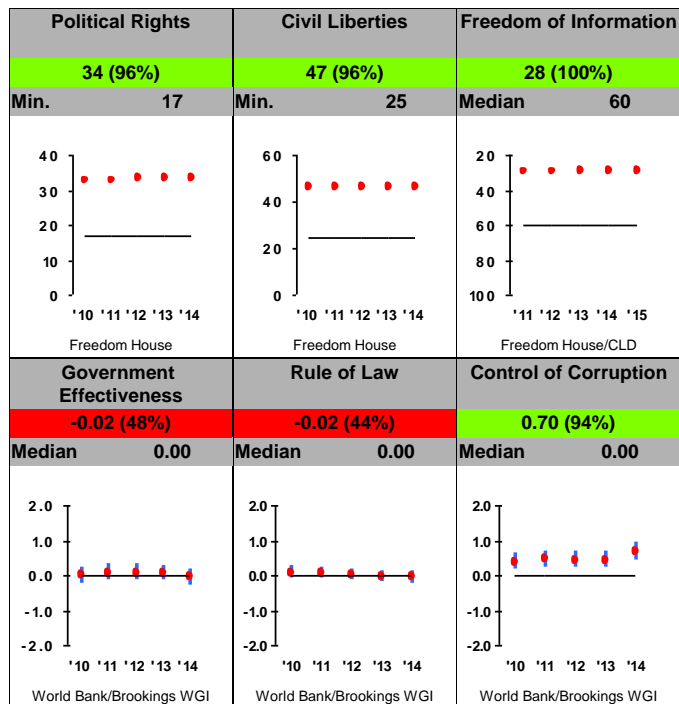 Political Rights
34 (96%)
Min. 17
40
30
20
10
0
'10 '11 '12 '13 '14
Freedom House
Civil Liberties
47 (96%)
Min. 25
60
40
20
0
'10 '11 '12 '13 '14
Freedom House
Freedom of Information
28 (100%)
Median 60
20
40
60
80
100
'11 '12 '13 '14 '15
Freedom House/CLD
Government
Effectiveness
-0.02 (48%)
Median 0.00
2.0
1.0
0.0
-1.0
-2.0
'10 '11 '12 '13 '14
World Bank/Brookings WGI
Rule of Law
-0.02 (44%)
Median 0.00
2.0
1.0
0.0
-1.0
-2.0
'10 '11 '12 '13 '14
World Bank/Brookings WGI
Control of Corruption
0.70 (94%)
Median 0.00
2.0
1.0
0.0
-1.0
-2.0
'10 '11 '12 '13 '14
World Bank/Brookings WGI